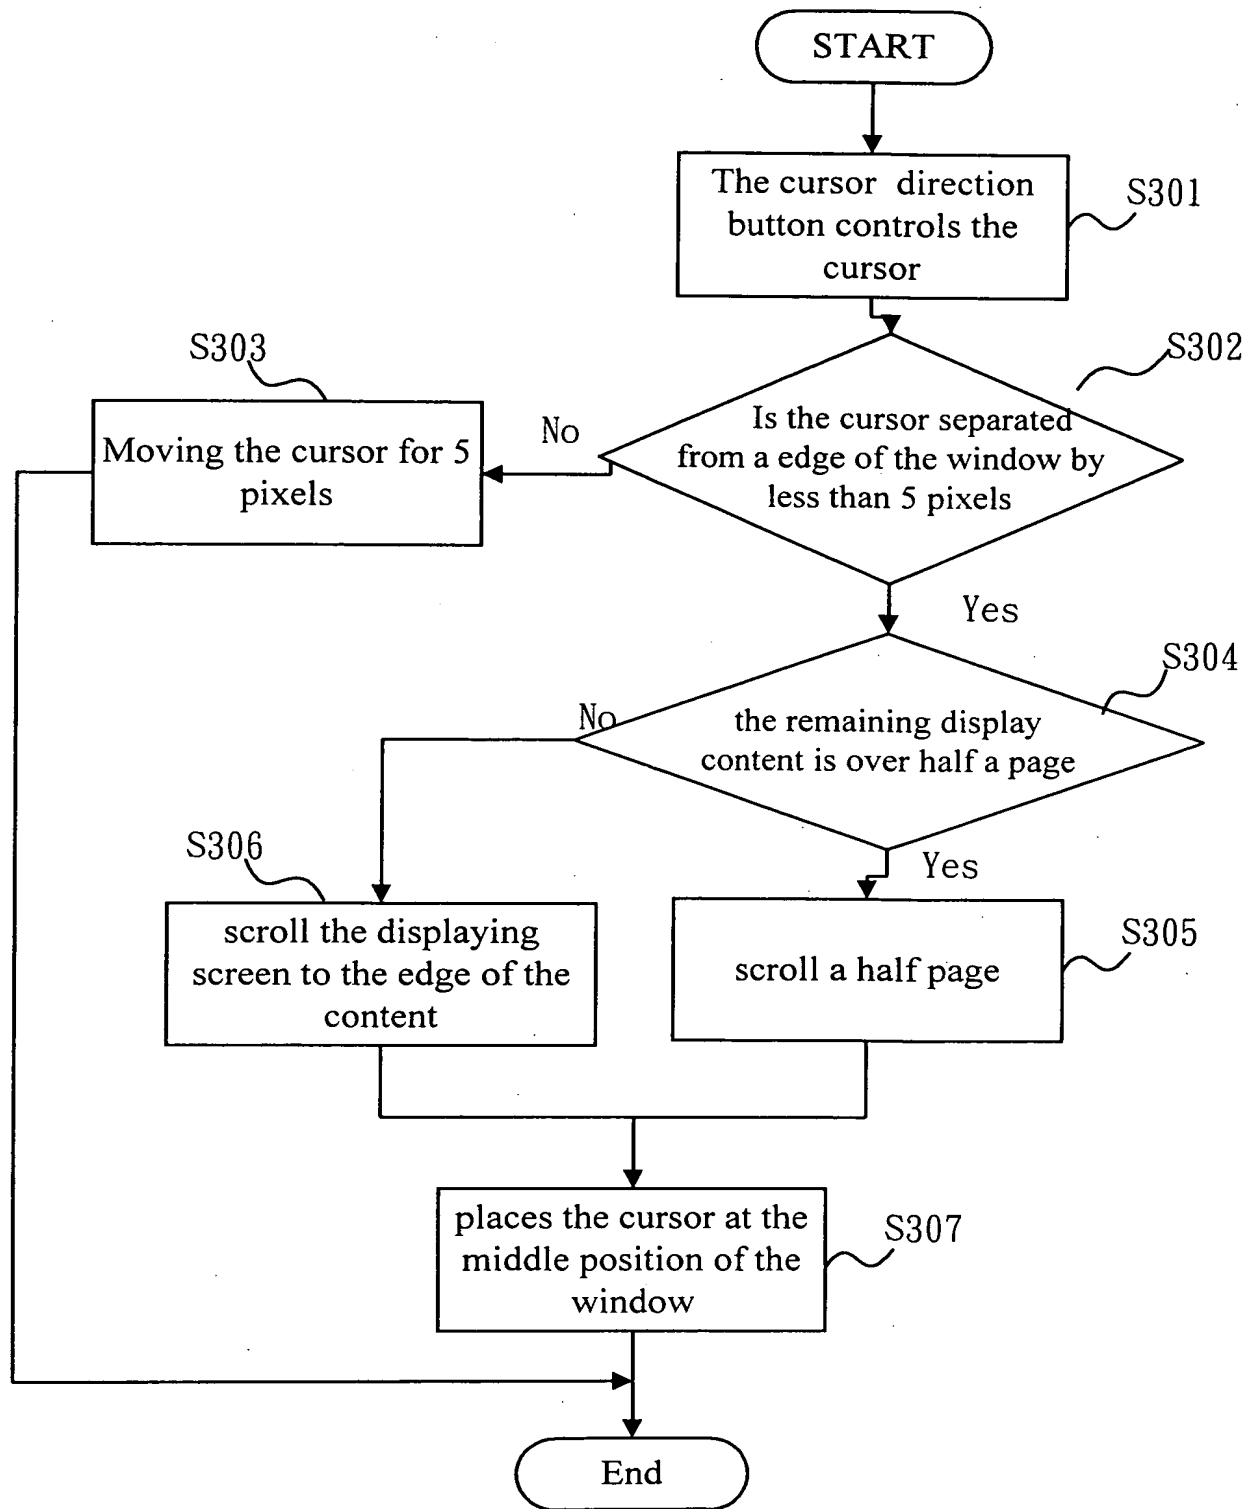 START
The cursor direction
button controls the
cursor
S301
S302
Is the cursor separated
from a edge of the window by
less than 5 pixels
No
S303
Moving the cursor for 5
pixels
Yes
S304
the remaining display
content is over half a page
No
Yes
S306
scroll the displaying
screen to the edge of the
content
S305
scroll a half page
places the cursor at the
middle position of the
window
S307
End